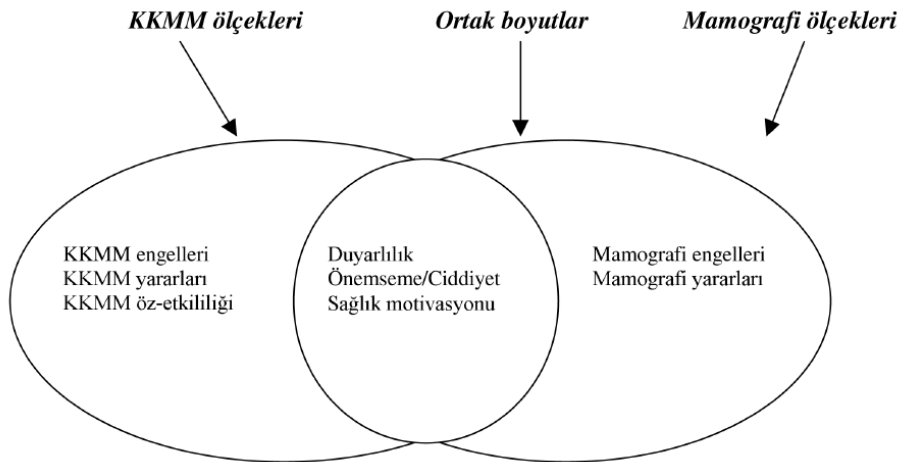 KKMM ölçekleri
Ortak boyutlar
Mamografi ölçekleri
KKMM engelleri
KKMM yararları
KKMM öz-etkililiği
Duyarlılık
Önemseme/Ciddiyet
Sağlık motivasyonu
Mamografi engelleri
Mamografi yararları